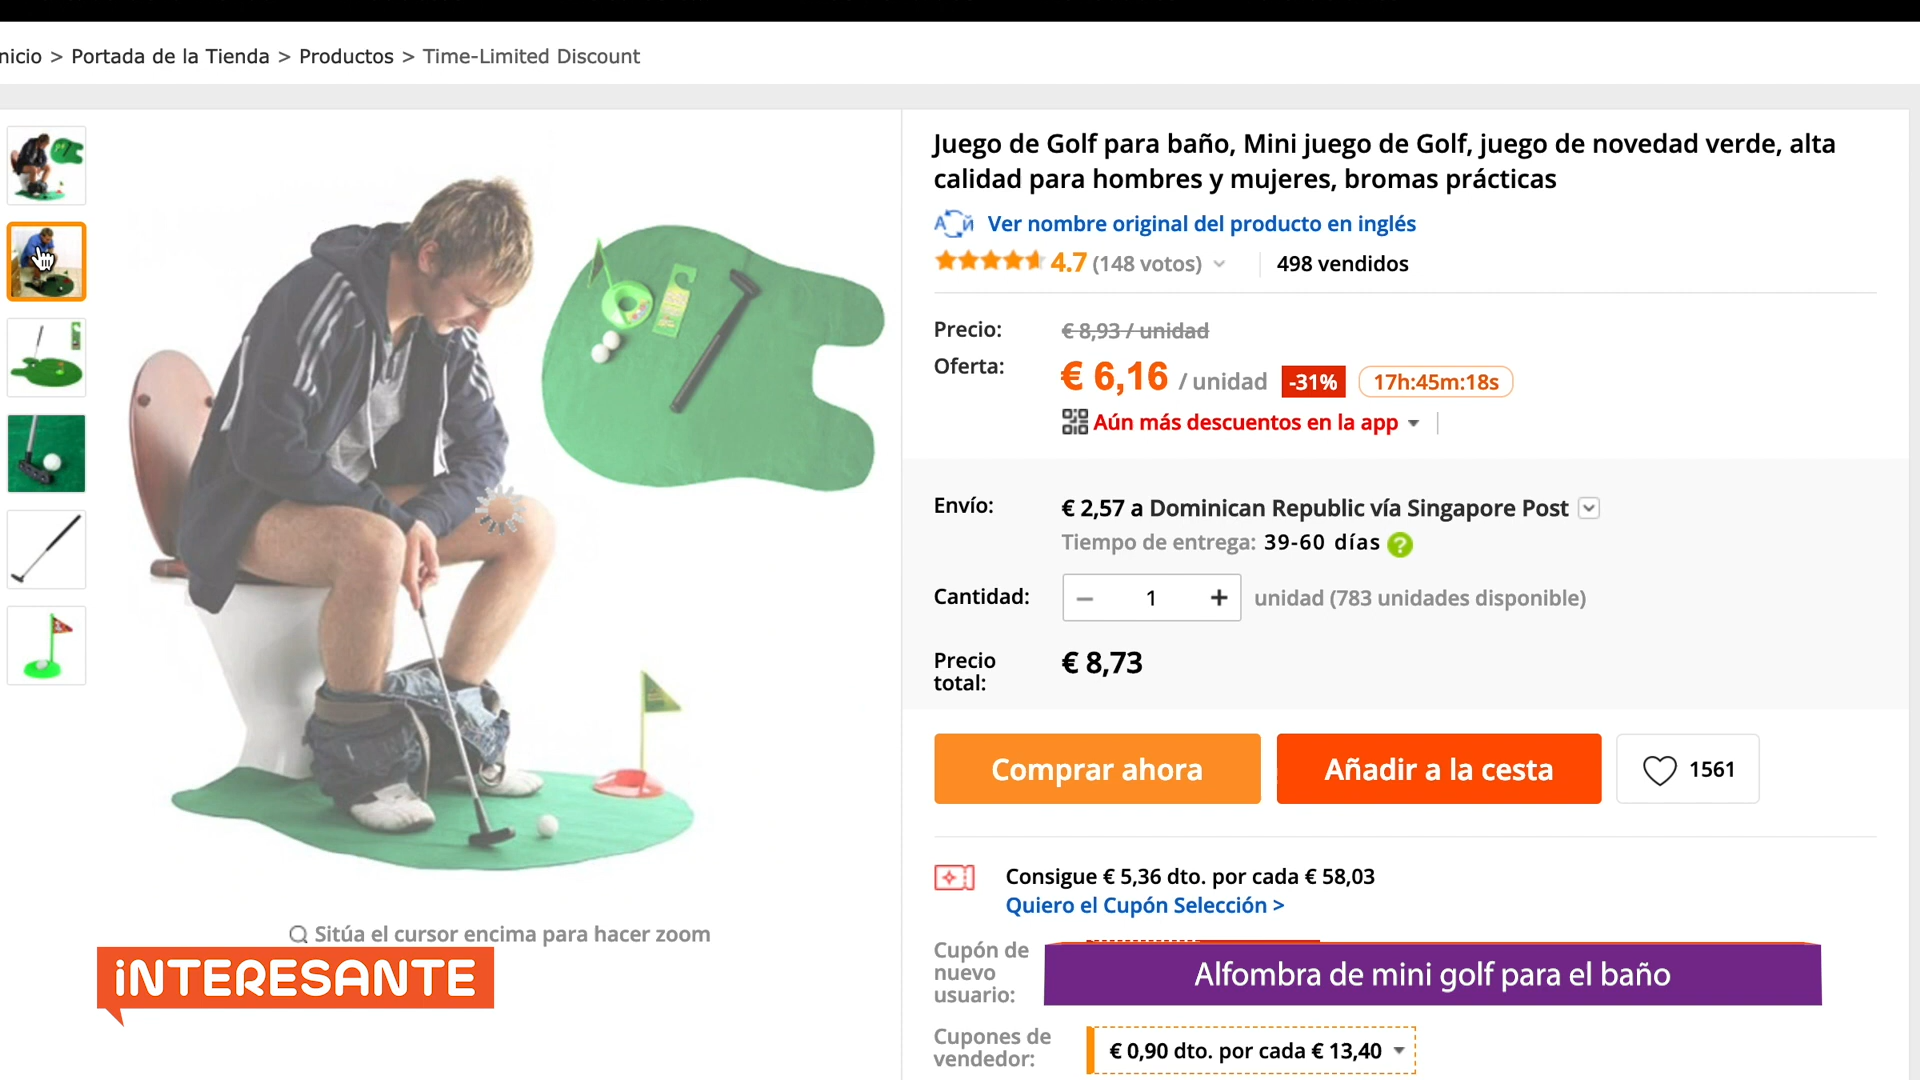 nicio > Portada de la Tienda > Productos > Time-Limited Discount
Juego de Golf para baño, Mini juego de Golf, juego de novedad verde, alta
calidad para hombres y mujeres, bromas prácticas
Ver nombre original del producto en inglés
4.7 (148 votos)
498 vendidos
Precio:
€ 8,93 / unidad
Oferta:
€ 6,16 / unidad -31% 17h:45m:18s
Aún más descuentos en la app
Envío:
€ 2,57 a Dominican Republic vía Singapore Post
Tiempo de entrega: 39-60 días ?
Cantidad:
− 1 + unidad (783 unidades disponible)
Precio
total:
€ 8,73
Comprar ahora
Añadir a la cesta
1561
Consigue € 5,36 dto. por cada € 58,03
Quiero el Cupón Selección >
Sitúa el cursor encima para hacer zoom
iNTERESANTE
Cupón de
nuevo
usuario:
Alfombra de mini golf para el baño
Cupones de
vendedor:
€ 0,90 dto. por cada € 13,40